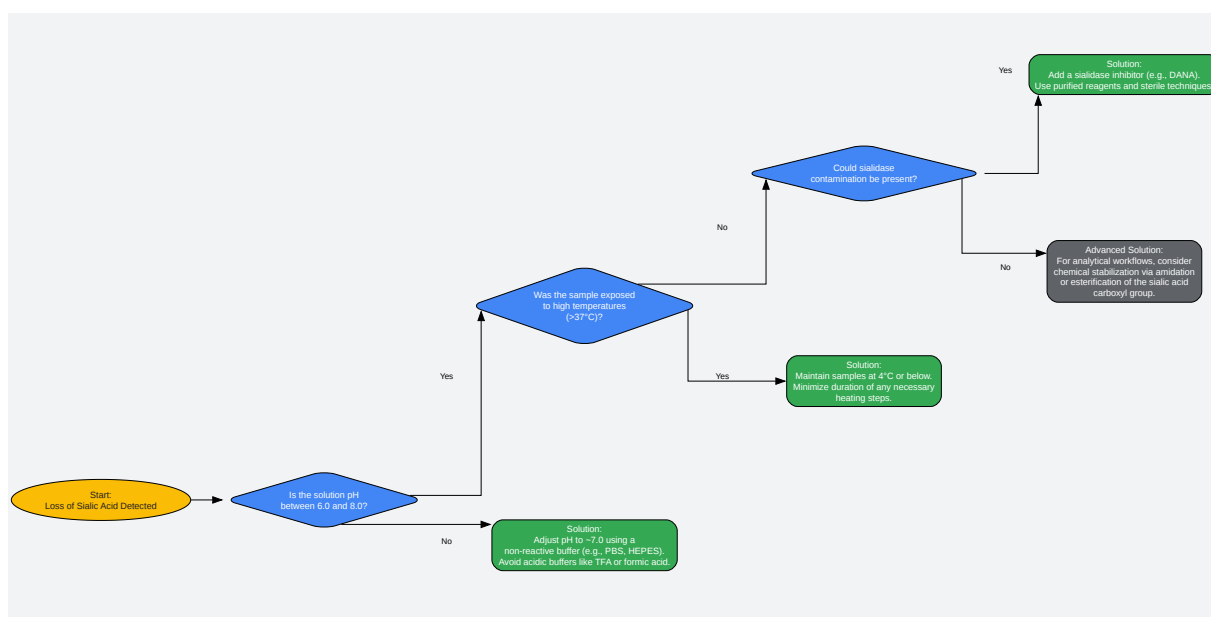 Start:
Loss of Sialic Acid Detected
Is the solution pH
between 6.0 and 8.0?
No
Solution:
Adjust pH to ~7.0 using a
non-reactive buffer (e.g., PBS, HEPES).
Avoid acidic buffers like TFA or formic acid.
Yes
Was the sample exposed
to high temperatures
(>37°C)?
Yes
Solution:
Maintain samples at 4°C or below.
Minimize duration of any necessary
heating steps.
No
Could sialidase
contamination be present?
Yes
Solution:
Add a sialidase inhibitor (e.g., DANA).
Use purified reagents and sterile techniques
No
Advanced Solution:
For analytical workflows, consider
chemical stabilization via amidation
or esterification of the sialic acid
carboxyl group.